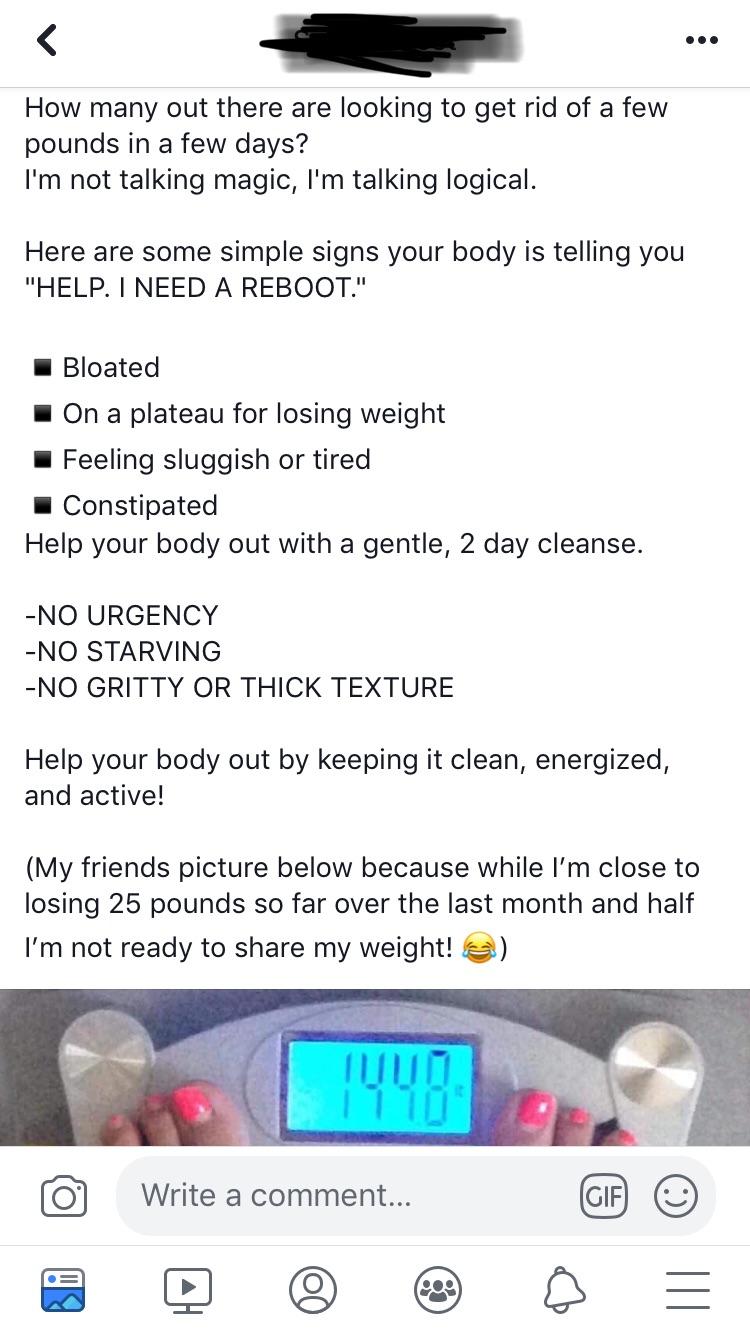 How many out there are looking to get rid of a few
pounds in a few days?
I'm not talking magic, I'm talking logical.
Here are some simple signs your body is telling you
"HELP. I NEED A REBOOT."
▪️Bloated
▪️On a plateau for losing weight
▪️Feeling sluggish or tired
▪️Constipated
Help your body out with a gentle, 2 day cleanse.
-NO URGENCY
-NO STARVING
-NO GRITTY OR THICK TEXTURE
Help your body out by keeping it clean, energized,
and active!
(My friends picture below because while I’m close to
losing 25 pounds so far over the last month and half
I’m not ready to share my weight! 😂)
144.8
Write a comment...
GIF